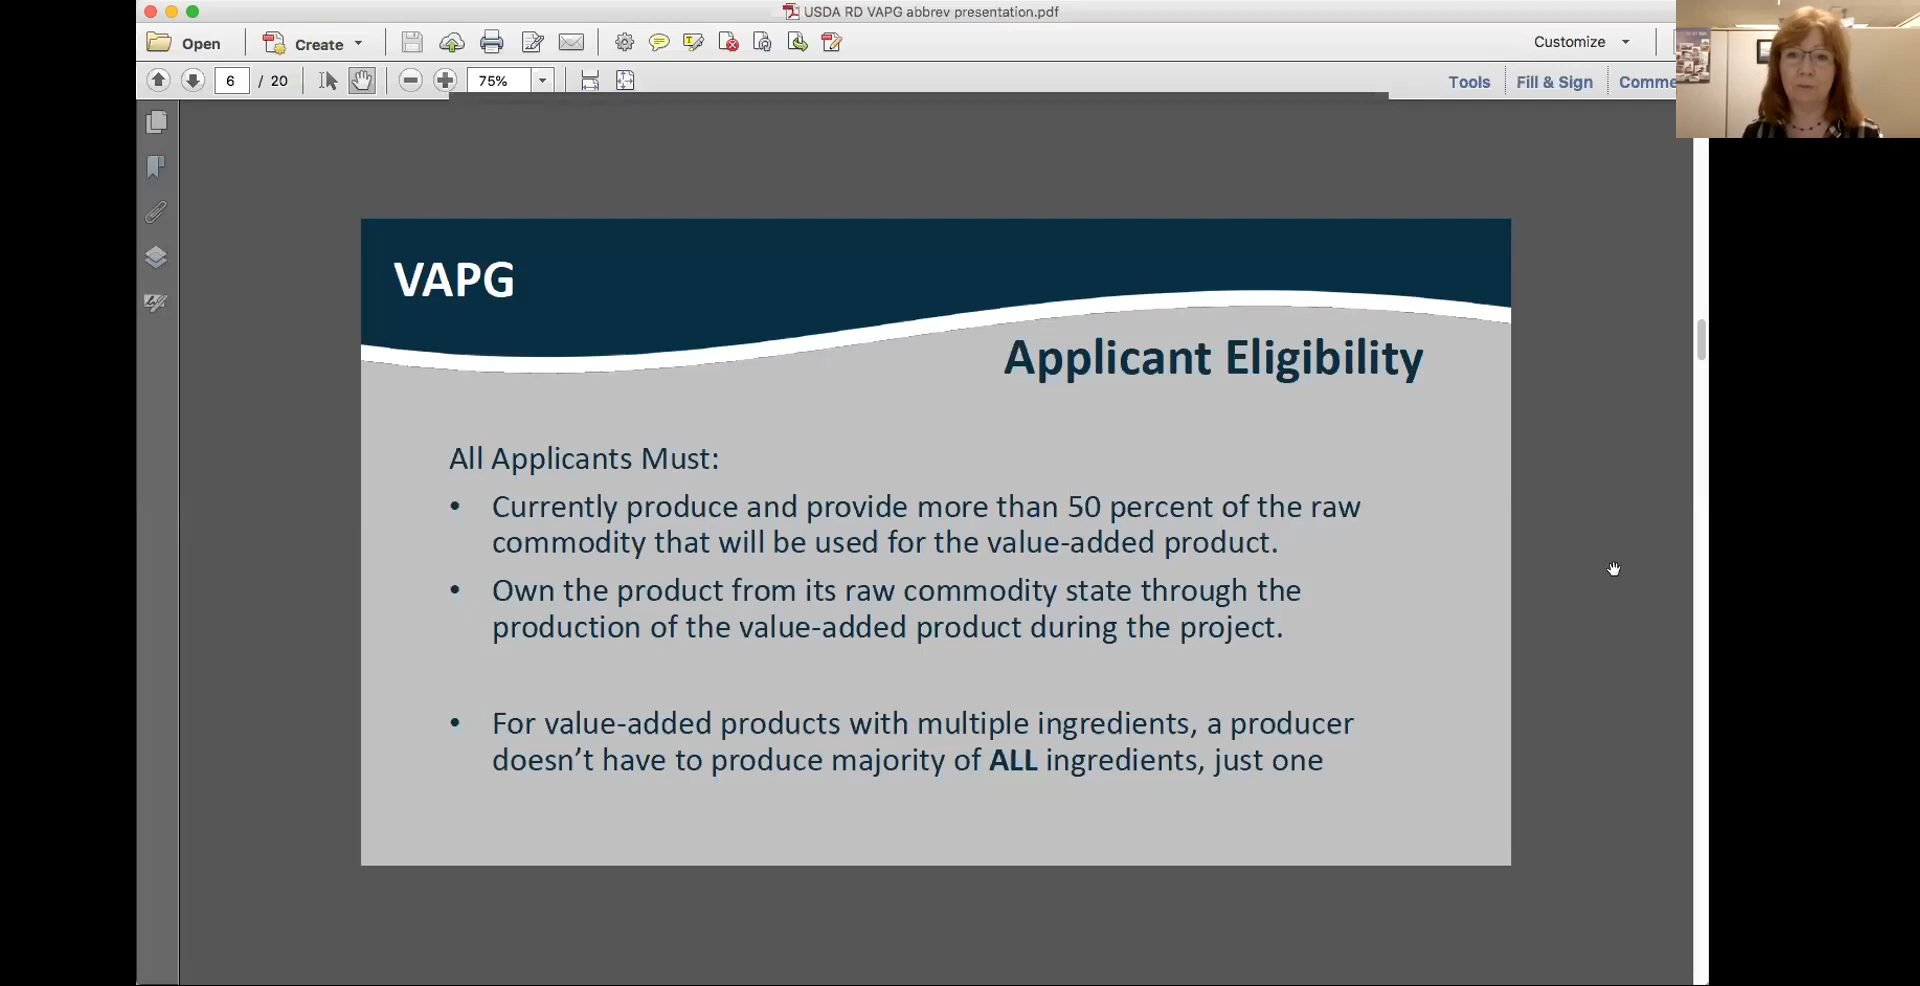 USDA RD VAPG abbrev presentation.pdf
Open
Create
Customize
6 / 20
75%
Tools
Fill & Sign
Comme
VAPG
Applicant Eligibility
All Applicants Must:
• Currently produce and provide more than 50 percent of the raw
commodity that will be used for the value-added product.
• Own the product from its raw commodity state through the
production of the value-added product during the project.
• For value-added products with multiple ingredients, a producer
doesn’t have to produce majority of ALL ingredients, just one